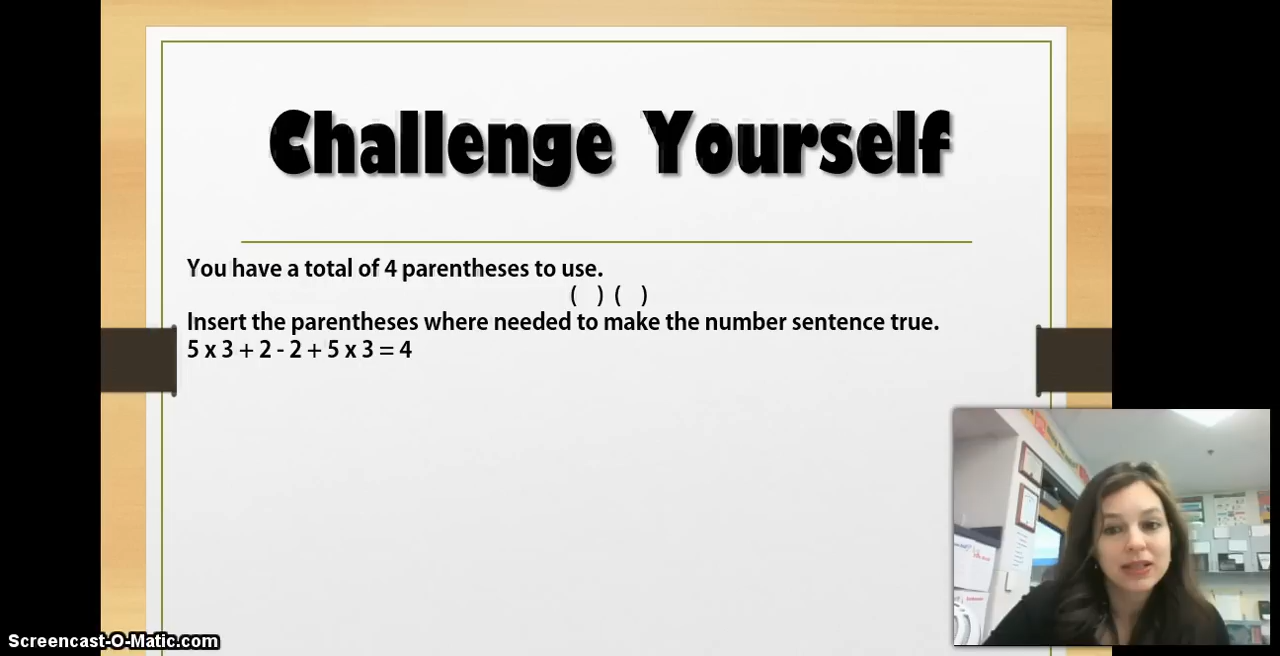 Challenge Yourself
You have a total of 4 parentheses to use.
( ) ( )
Insert the parentheses where needed to make the number sentence true.
5 x 3 + 2 - 2 + 5 x 3 = 4
Screencast-O-Matic.com